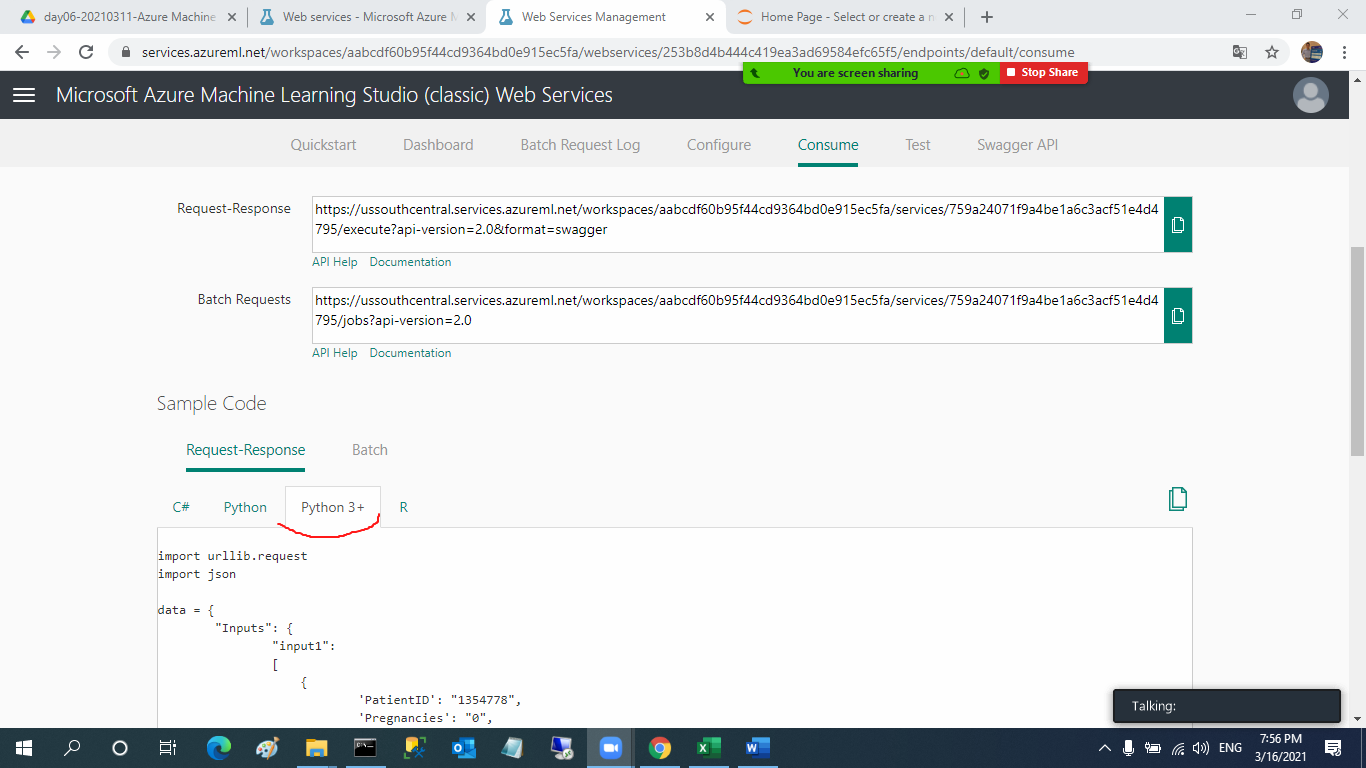 day06-20210311-Azure Machine
Web services - Microsoft Azure M
Web Services Management
Home Page - Select or create a n
services.azureml.net/workspaces/aabcdf60b95f44cd9364bd0e915ec5fa/webservices/253b8d4b444c419ea3ad69584efc65f5/endpoints/default/consume
You are screen sharing
Stop Share
Microsoft Azure Machine Learning Studio (classic) Web Services
Quickstart Dashboard Batch Request Log Configure Consume Test Swagger API
Request-Response
https://ussouthcentral.services.azureml.net/workspaces/aabcdf60b95f44cd9364bd0e915ec5fa/services/759a24071f9a4be1a6c3acf51e4d4
795/execute?api-version=2.0&format=swagger
API Help Documentation
Batch Requests
https://ussouthcentral.services.azureml.net/workspaces/aabcdf60b95f44cd9364bd0e915ec5fa/services/759a24071f9a4be1a6c3acf51e4d4
795/jobs?api-version=2.0
API Help Documentation
Sample Code
Request-Response Batch
C# Python Python 3+ R
import urllib.request
import json
data = {
"Inputs": {
"input1":
[
{
'PatientID': "1354778",
'Pregnancies': "0",
Talking:
ENG
7:56 PM
3/16/2021